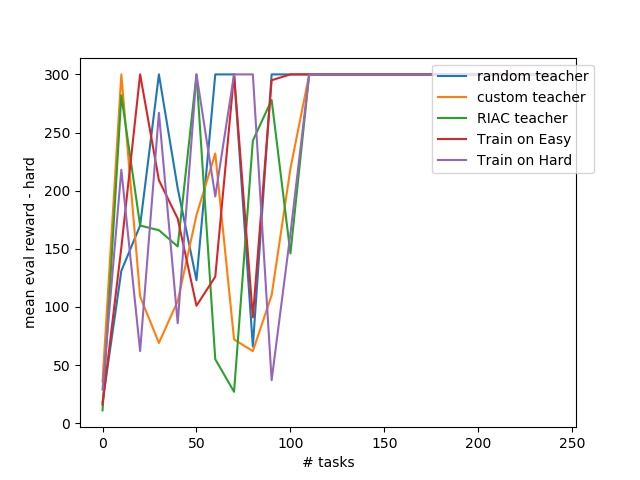 300
250
200
150
100
50
0
mean eval reward - hard
random teacher
custom teacher
RIAC teacher
Train on Easy
Train on Hard
0 50 100 150 200 250
# tasks